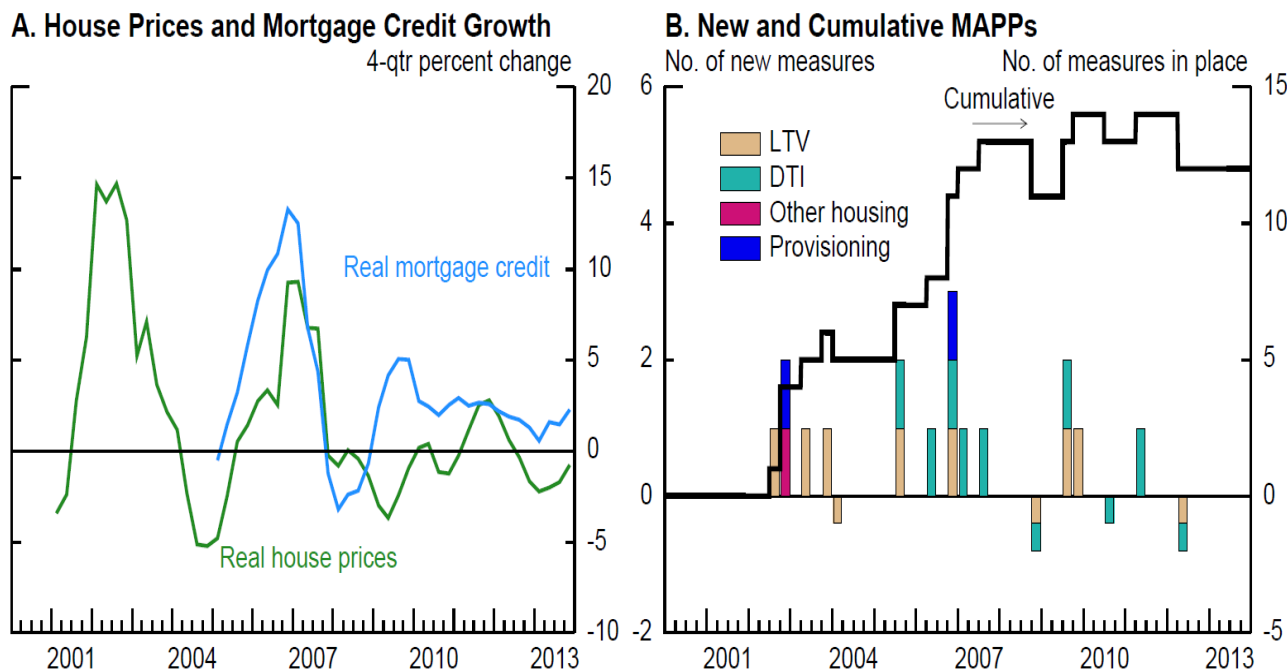 A. House Prices and Mortgage Credit Growth
4-qtr percent change
20
15
10
5
0
-5
-10
Real mortgage credit
Real house prices
2001 2004 2007 2010 2013
B. New and Cumulative MAPPs
No. of new measures No. of measures in place
6
4
2
0
-2
15
10
5
0
-5
Cumulative
LTV
DTI
Other housing
Provisioning
2001 2004 2007 2010 2013